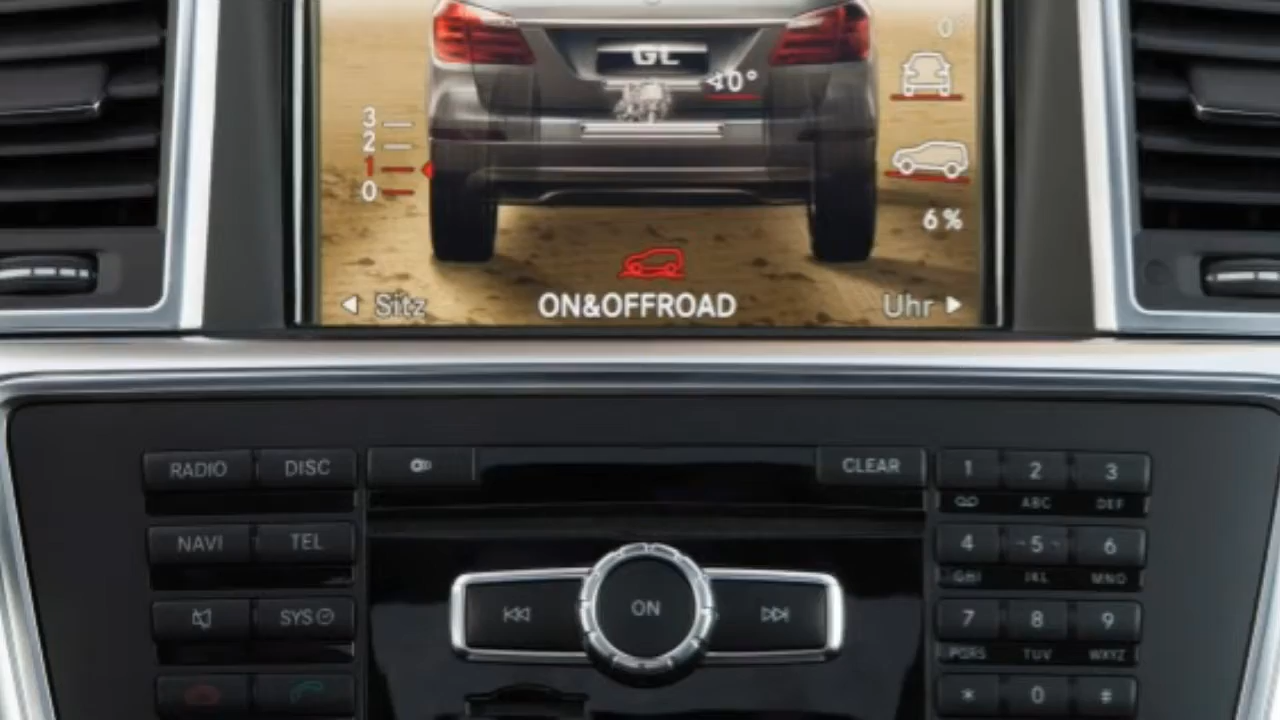 0°
GL
40°
3
2
1
0
6%
Sitz ON&OFFROAD Uhr
RADIO DISC CLEAR 1 2 3
ABC DEF
NAVI TEL 4 5 6
GHI JKL MNO
SYS ON 7 8 9
PQRS TUV WXYZ
* 0 #